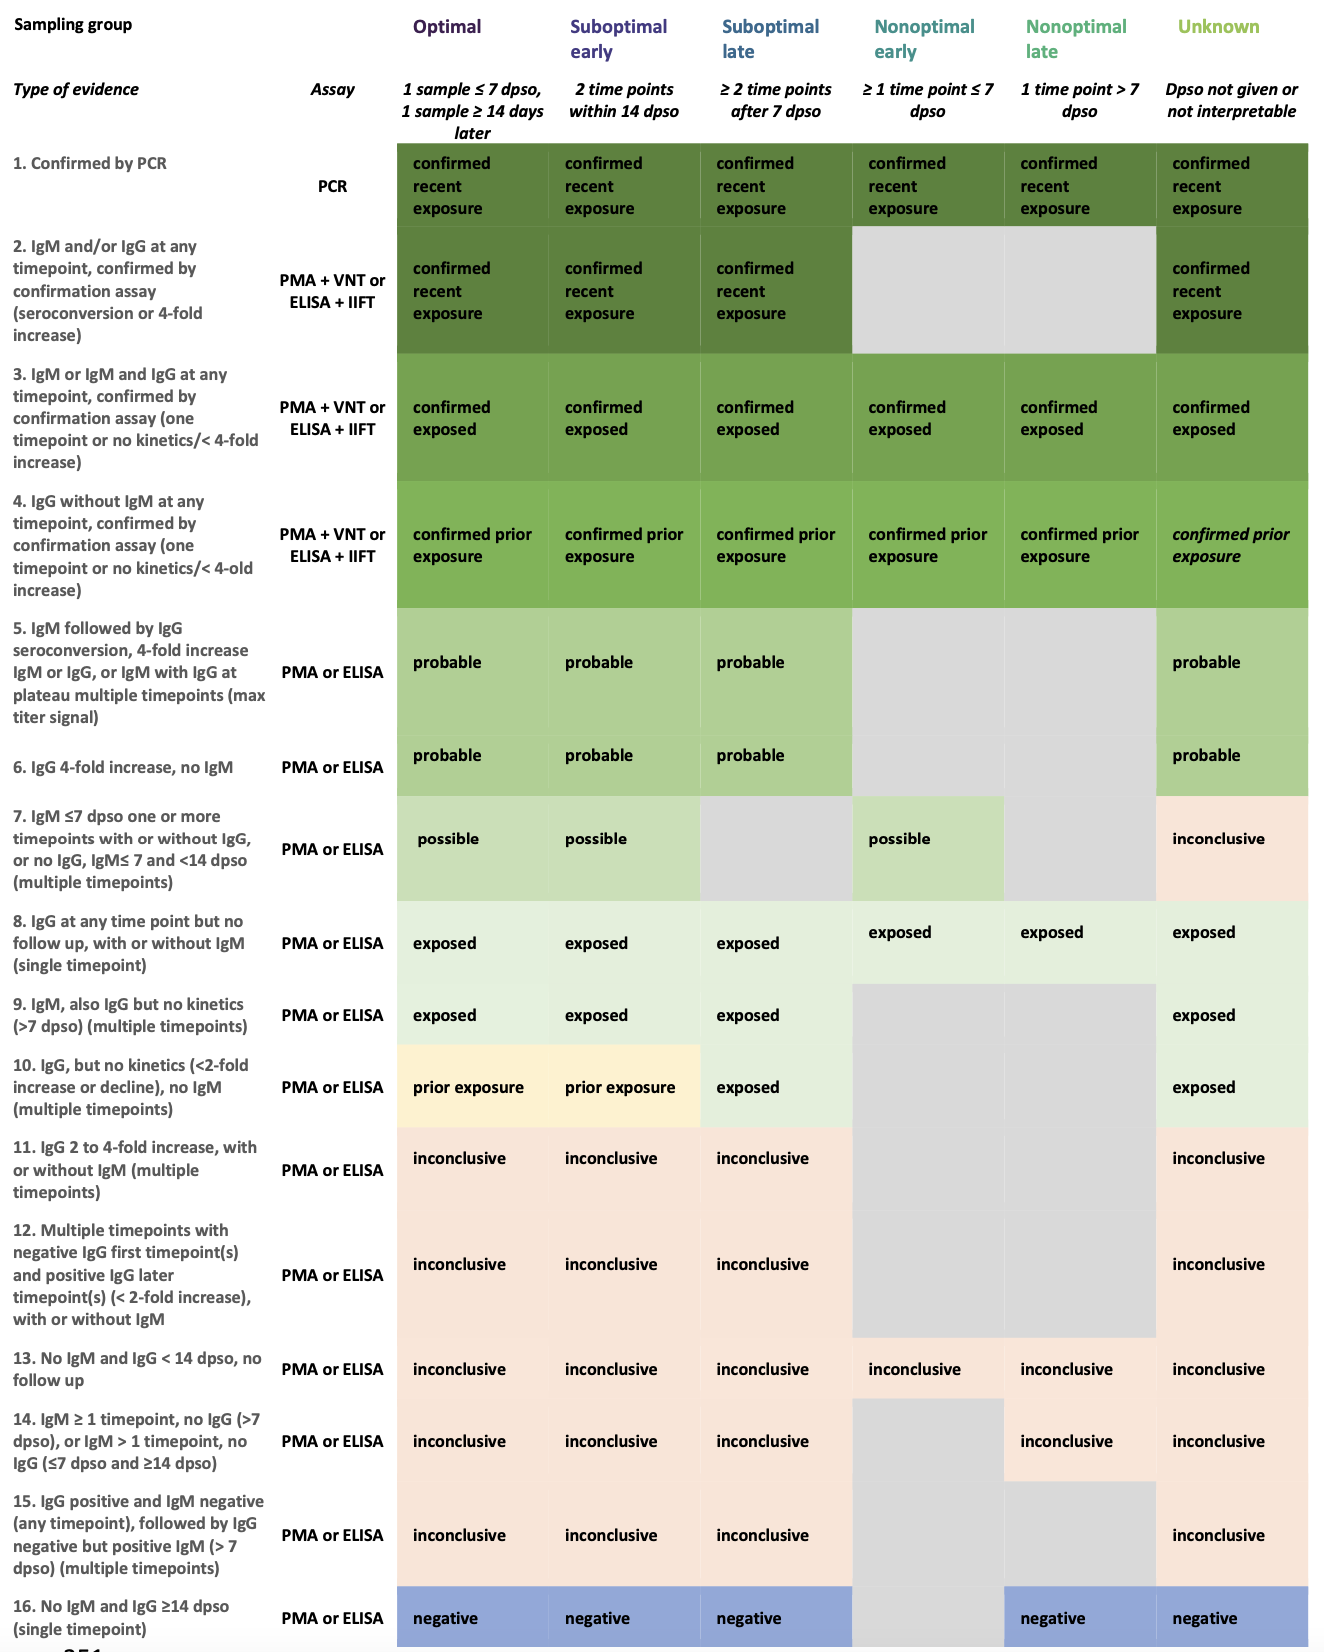 Sampling group
Optimal
Suboptimal early
Suboptimal late
Nonoptimal early
Nonoptimal late
Unknown
Type of evidence
Assay
1 sample ≤ 7 dpso,
1 sample ≥ 14 days
later
2 time points
within 14 dpso
≥ 2 time points
after 7 dpso
≥ 1 time point ≤ 7
dpso
1 time point > 7
dpso
Dpso not given or
not interpretable
1. Confirmed by PCR
PCR
confirmed
recent
exposure
confirmed
recent
exposure
confirmed
recent
exposure
confirmed
recent
exposure
confirmed
recent
exposure
confirmed
recent
exposure
2. IgM and/or IgG at any
timepoint, confirmed by
confirmation assay
(seroconversion or 4-fold
increase)
PMA + VNT or
ELISA + IIFT
confirmed
recent
exposure
confirmed
recent
exposure
confirmed
recent
exposure
confirmed
recent
exposure
3. IgM or IgM and IgG at any
timepoint, confirmed by
confirmation assay (one
timepoint or no kinetics/< 4-fold
increase)
PMA + VNT or
ELISA + IIFT
confirmed
exposed
confirmed
exposed
confirmed
exposed
confirmed
exposed
confirmed
exposed
confirmed
exposed
4. IgG without IgM at any
timepoint, confirmed by
confirmation assay (one
timepoint or no kinetics/< 4-old
increase)
PMA + VNT or
ELISA + IIFT
confirmed prior
exposure
confirmed prior
exposure
confirmed prior
exposure
confirmed prior
exposure
confirmed prior
exposure
confirmed prior
exposure
5. IgM followed by IgG
seroconversion, 4-fold increase
IgM or IgG, or IgM with IgG at
plateau multiple timepoints (max
titer signal)
PMA or ELISA
probable
probable
probable
probable
6. IgG 4-fold increase, no IgM
PMA or ELISA
probable
probable
probable
probable
7. IgM ≤7 dpso one or more
timepoints with or without IgG,
or no IgG, IgM≤ 7 and <14 dpso
(multiple timepoints)
PMA or ELISA
possible
possible
possible
inconclusive
8. IgG at any time point but no
follow up, with or without IgM
(single timepoint)
PMA or ELISA
exposed
exposed
exposed
exposed
exposed
exposed
9. IgM, also IgG but no kinetics
(>7 dpso) (multiple timepoints)
PMA or ELISA
exposed
exposed
exposed
exposed
10. IgG, but no kinetics (<2-fold
increase or decline), no IgM
(multiple timepoints)
PMA or ELISA
prior exposure
prior exposure
exposed
exposed
11. IgG 2 to 4-fold increase, with
or without IgM (multiple
timepoints)
PMA or ELISA
inconclusive
inconclusive
inconclusive
inconclusive
12. Multiple timepoints with
negative IgG first timepoint(s)
and positive IgG later
timepoint(s) (< 2-fold increase),
with or without IgM
PMA or ELISA
inconclusive
inconclusive
inconclusive
inconclusive
13. No IgM and IgG < 14 dpso, no
follow up
PMA or ELISA
inconclusive
inconclusive
inconclusive
inconclusive
inconclusive
inconclusive
14. IgM ≥ 1 timepoint, no IgG (>7
dpso), or IgM > 1 timepoint, no
IgG (≤7 dpso and ≥14 dpso)
PMA or ELISA
inconclusive
inconclusive
inconclusive
inconclusive
inconclusive
15. IgG positive and IgM negative
(any timepoint), followed by IgG
negative but positive IgM (> 7
dpso) (multiple timepoints)
PMA or ELISA
inconclusive
inconclusive
inconclusive
inconclusive
16. No IgM and IgG ≥14 dpso
(single timepoint)
PMA or ELISA
negative
negative
negative
negative
negative